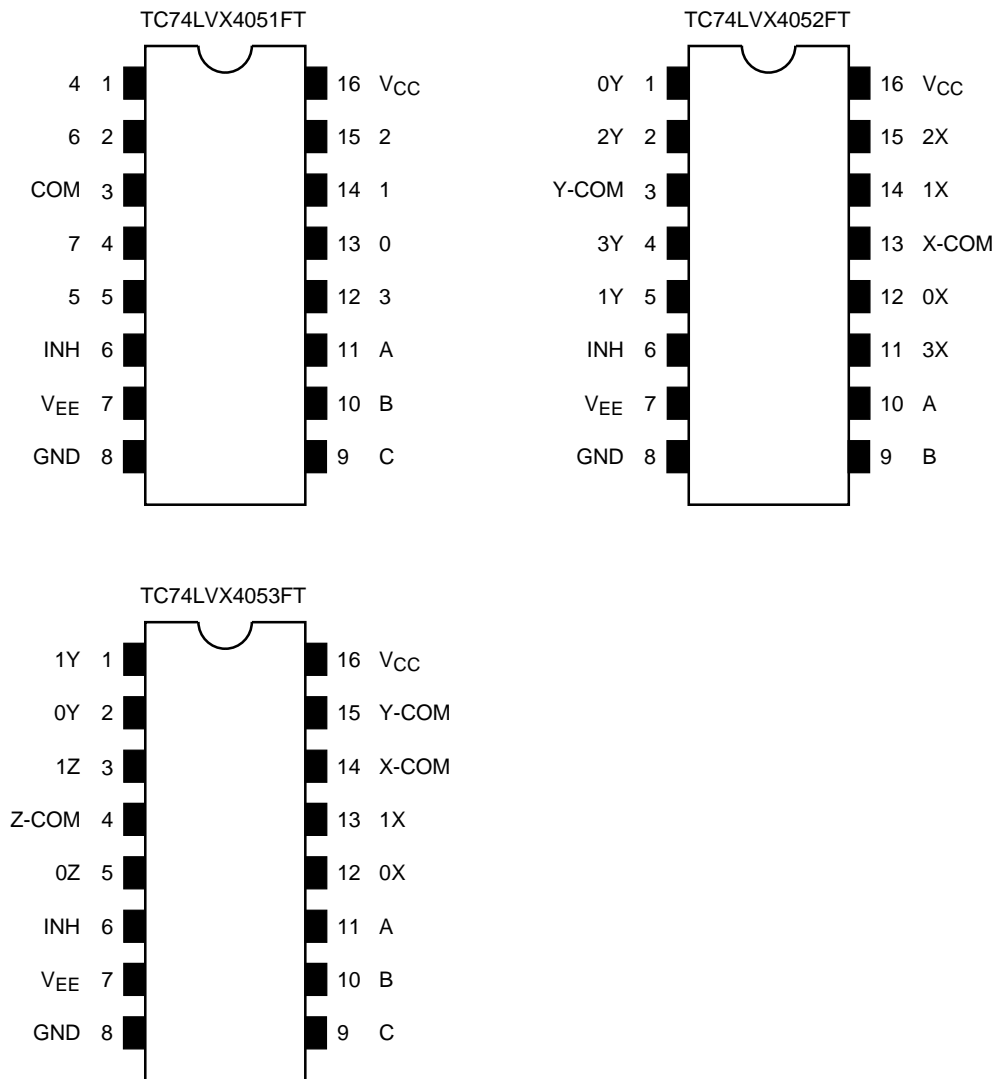 TC74LVX4051FT
4 1 16 VCC
6 2 15 2
COM 3 14 1
7 4 13 0
5 5 12 3
INH 6 11 A
VEE 7 10 B
GND 8 9 C
TC74LVX4052FT
0Y 1 16 VCC
2Y 2 15 2X
Y-COM 3 14 1X
3Y 4 13 X-COM
1Y 5 12 0X
INH 6 11 3X
VEE 7 10 A
GND 8 9 B
TC74LVX4053FT
1Y 1 16 VCC
0Y 2 15 Y-COM
1Z 3 14 X-COM
Z-COM 4 13 1X
0Z 5 12 0X
INH 6 11 A
VEE 7 10 B
GND 8 9 C